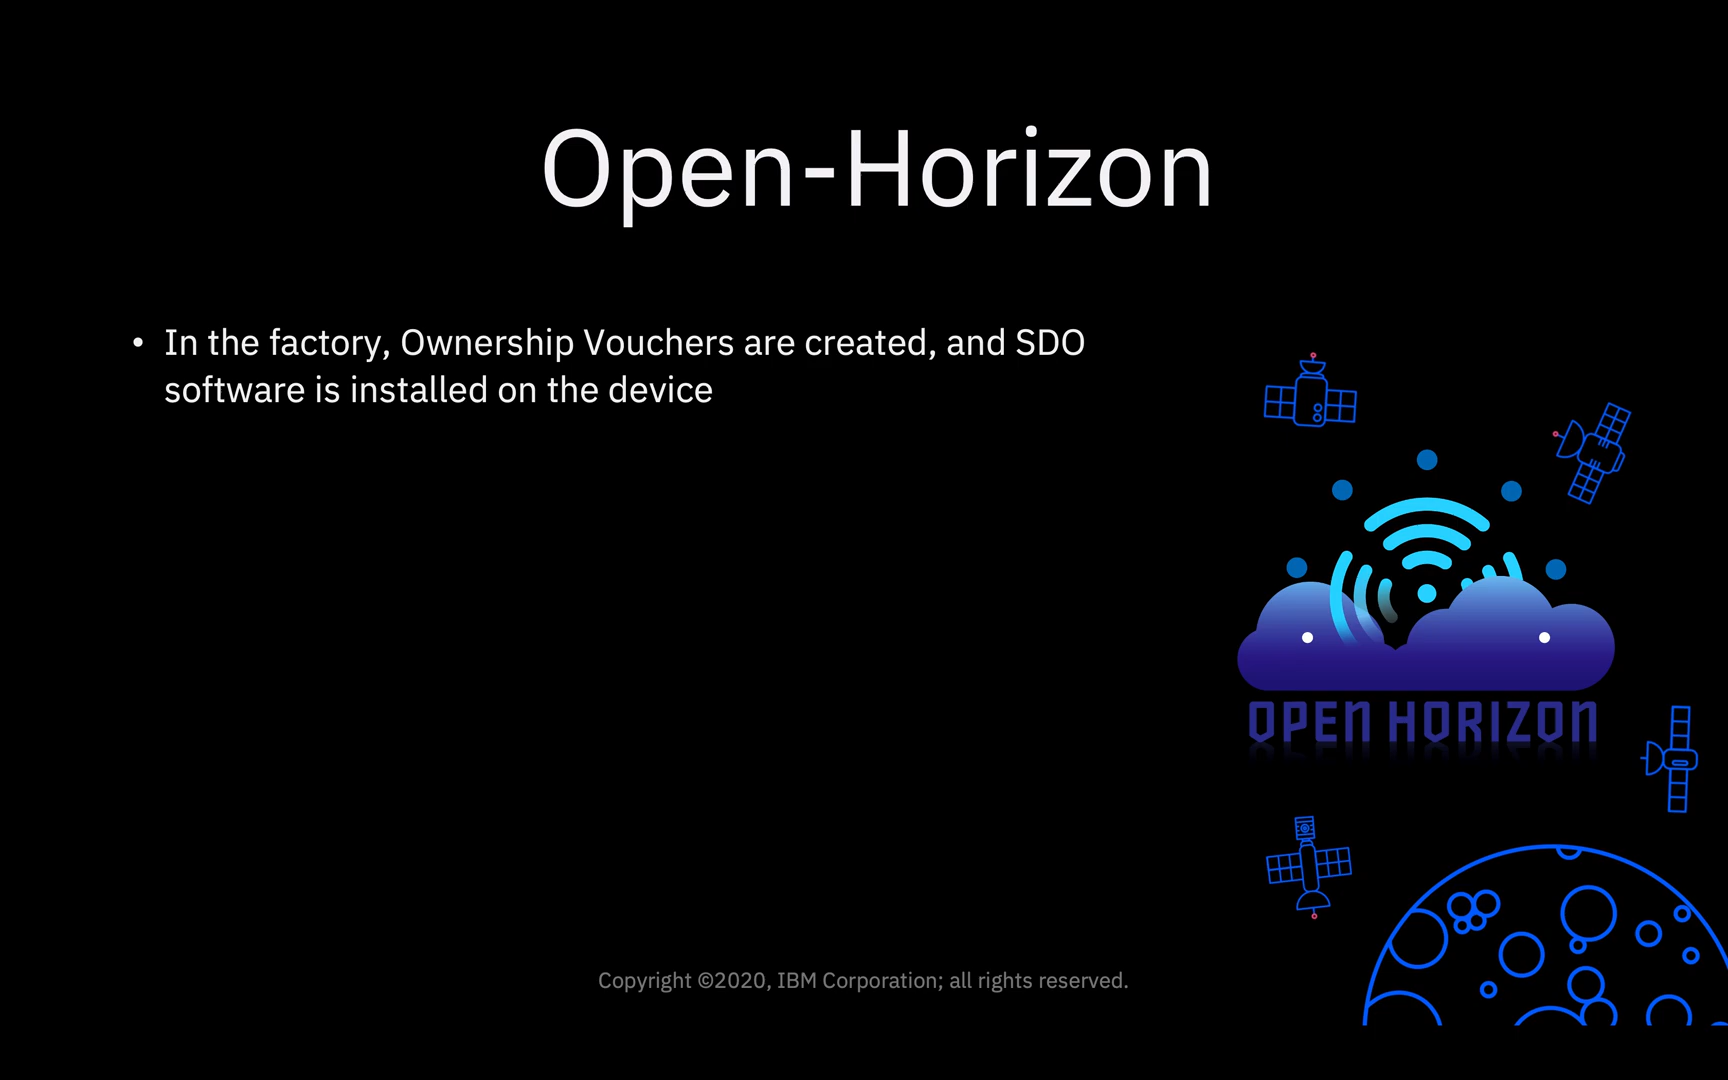 Open-Horizon
• In the factory, Ownership Vouchers are created, and SDO
software is installed on the device
OPEN HORIZON
Copyright ©2020, IBM Corporation; all rights reserved.